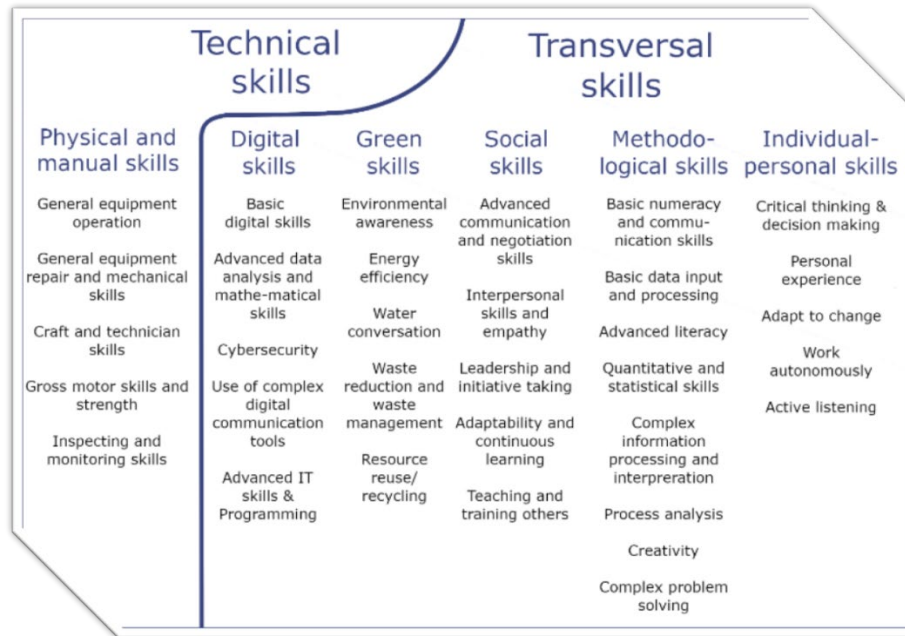 Technical
skills
Transversal
skills
Physical and
manual skills
General equipment
operation
General equipment
repair and mechanical
skills
Craft and technician
skills
Gross motor skills and
strength
Inspecting and
monitoring skills
Digital
skills
Basic
digital skills
Advanced data
analysis and
mathe-matical
skills
Cybersecurity
Use of complex
digital
communication
tools
Advanced IT
skills &
Programming
Green
skills
Environmental
awareness
Energy
efficiency
Water
conversation
Waste
reduction and
waste
management
Resource
reuse/
recycling
Social
skills
Advanced
communication
and negotiation
skills
Interpersonal
skills and
empathy
Leadership and
initiative taking
Adaptability and
continuous
learning
Teaching and
training others
Methodo-
logical skills
Basic numeracy
and commu-
nication skills
Basic data input
and processing
Advanced literacy
Quantitative and
statistical skills
Complex
information
processing and
interpreration
Process analysis
Creativity
Complex problem
solving
Individual-
personal skills
Critical thinking &
decision making
Personal
experience
Adapt to change
Work
autonomously
Active listening